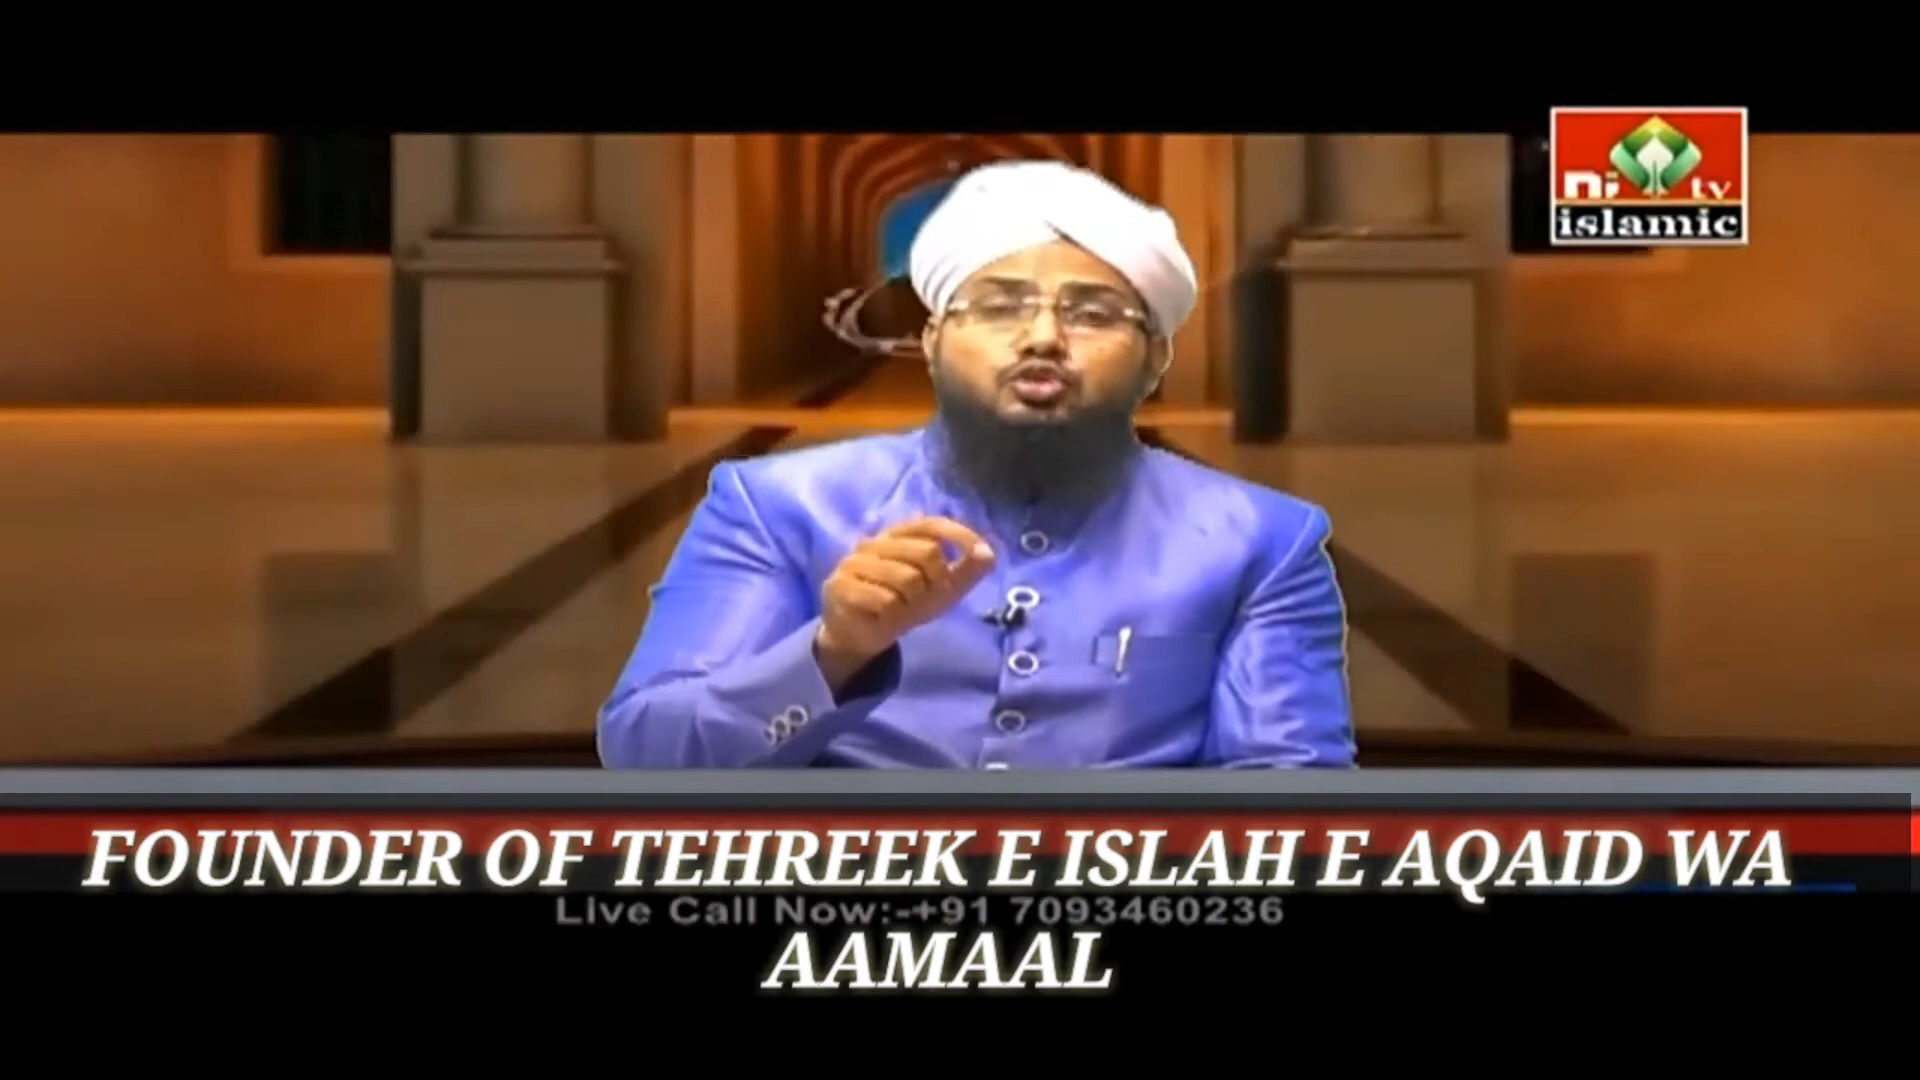 ni tv
islamic
FOUNDER OF TEHREEK E ISLAH E AQAID WA
Live Call Now:-+91 7093460236
AAMAAL